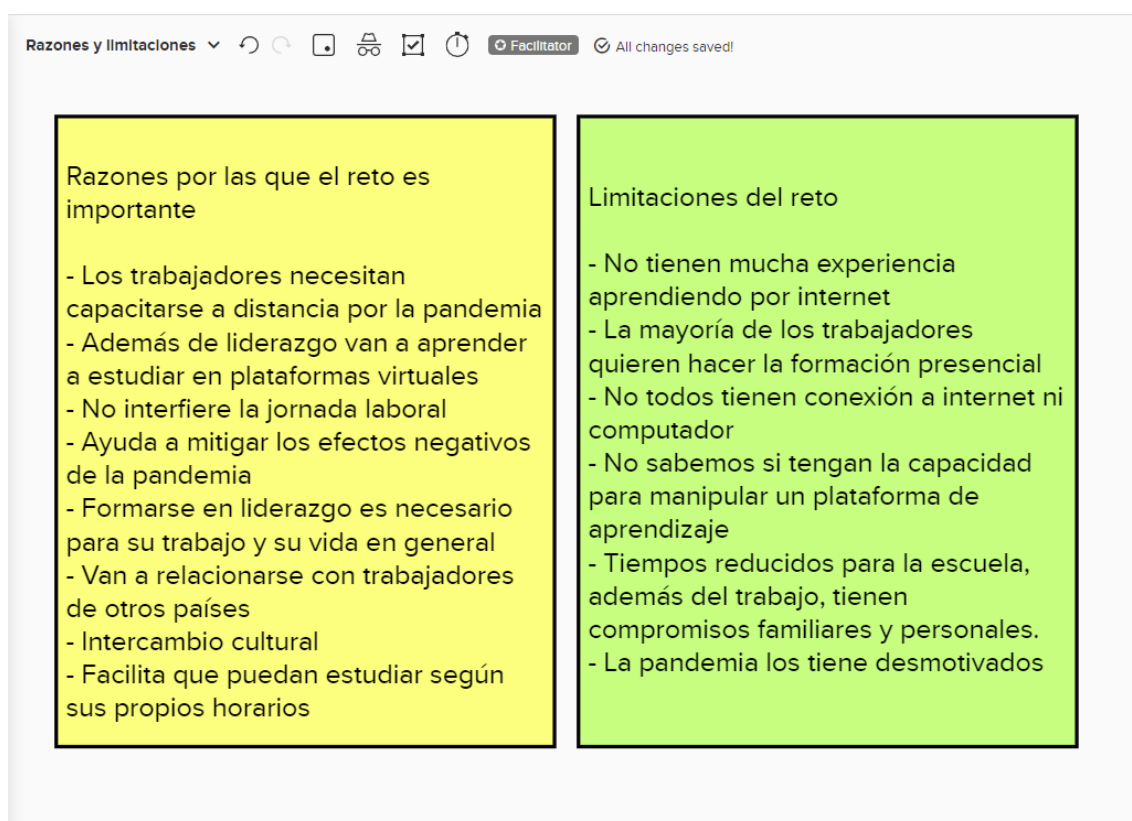 Razones y limitaciones
Facilitator
All changes saved!
Razones por las que el reto es
importante
- Los trabajadores necesitan
capacitarse a distancia por la pandemia
- Además de liderazgo van a aprender
a estudiar en plataformas virtuales
- No interfiere la jornada laboral
- Ayuda a mitigar los efectos negativos
de la pandemia
- Formarse en liderazgo es necesario
para su trabajo y su vida en general
- Van a relacionarse con trabajadores
de otros países
- Intercambio cultural
- Facilita que puedan estudiar según
sus propios horarios
Limitaciones del reto
- No tienen mucha experiencia
aprendiendo por internet
- La mayoría de los trabajadores
quieren hacer la formación presencial
- No todos tienen conexión a internet ni
computador
- No sabemos si tengan la capacidad
para manipular un plataforma de
aprendizaje
- Tiempos reducidos para la escuela,
además del trabajo, tienen
compromisos familiares y personales.
- La pandemia los tiene desmotivados